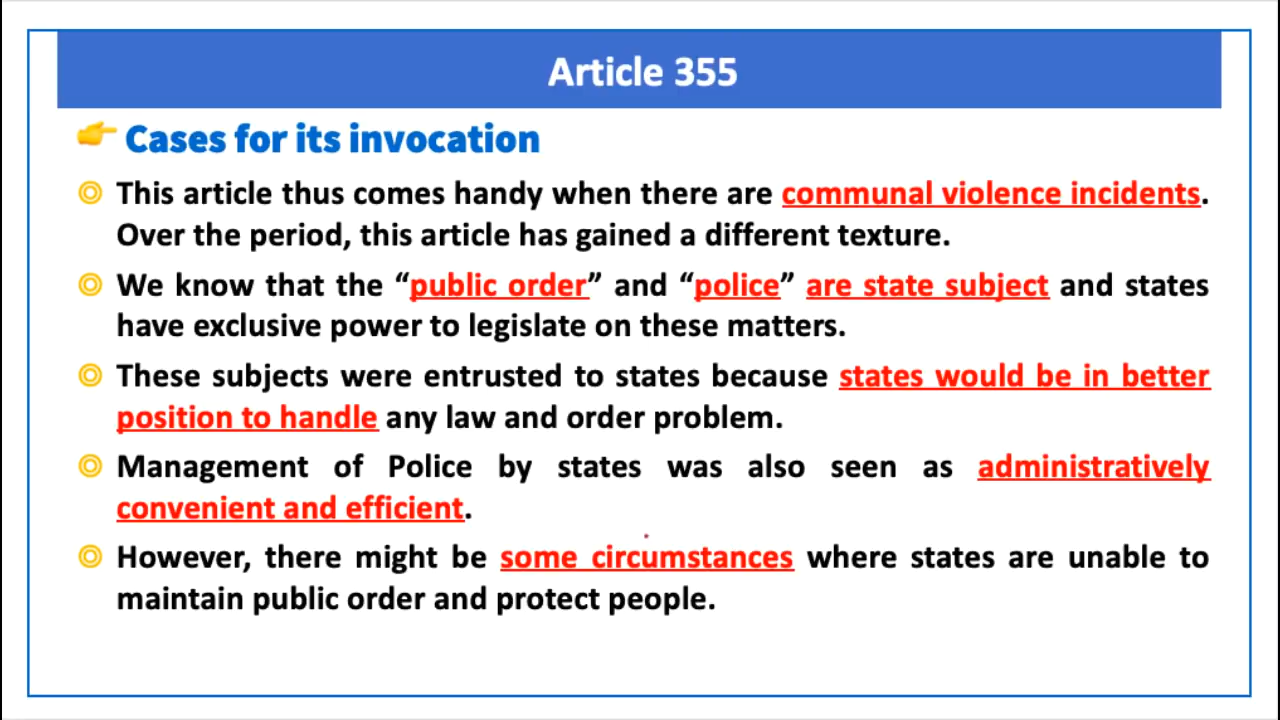 Article 355
Cases for its invocation
This article thus comes handy when there are communal violence incidents.
Over the period, this article has gained a different texture.
We know that the “public order” and “police” are state subject and states
have exclusive power to legislate on these matters.
These subjects were entrusted to states because states would be in better
position to handle any law and order problem.
Management of Police by states was also seen as administratively
convenient and efficient.
However, there might be some circumstances where states are unable to
maintain public order and protect people.